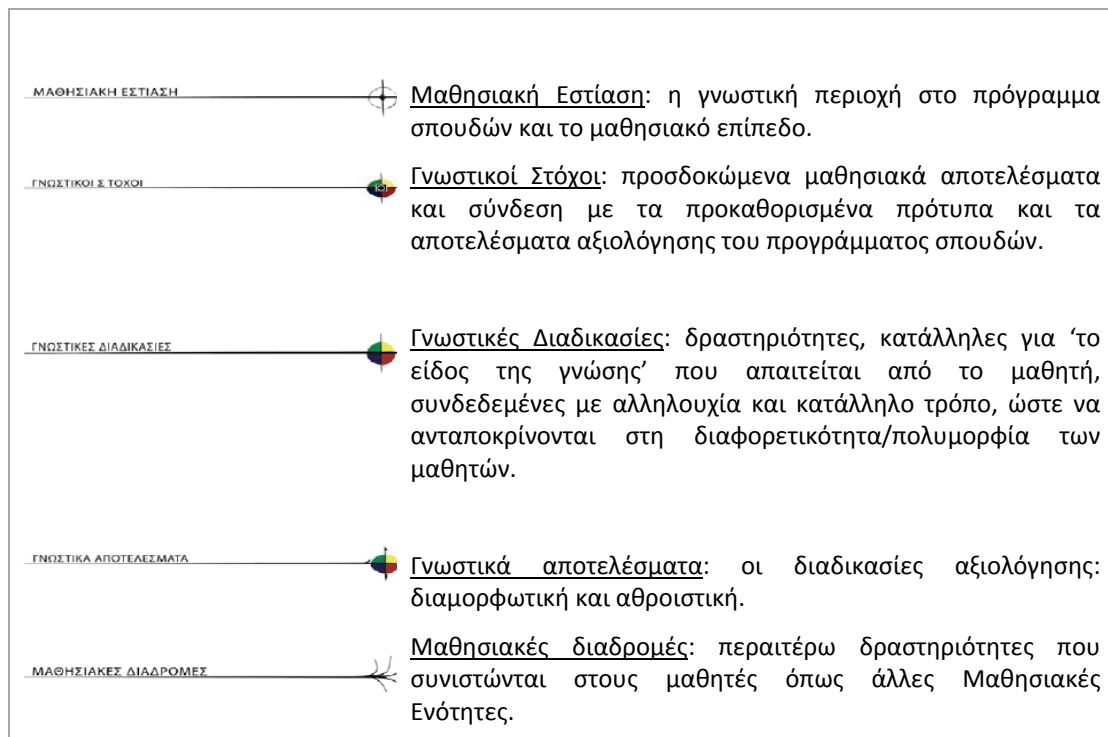 ΜΑΘΗΣΙΑΚΗ ΕΣΤΙΑΣΗ
Μαθησιακή Εστίαση: η γνωστική περιοχή στο πρόγραμμα
σπουδών και το μαθησιακό επίπεδο.
ΓΝΩΣΤΙΚΟΙ Σ ΤΟΧΟΙ
Γνωστικοί Στόχοι: προσδοκώμενα μαθησιακά αποτελέσματα
και σύνδεση με τα προκαθορισμένα πρότυπα και τα
αποτελέσματα αξιολόγησης του προγράμματος σπουδών.
ΓΝΩΣΤΙΚΕΣ ΔΙΑΔΙΚΑΣΙΕΣ
Γνωστικές Διαδικασίες: δραστηριότητες, κατάλληλες για ‘το
είδος της γνώσης’ που απαιτείται από το μαθητή,
συνδεδεμένες με αλληλουχία και κατάλληλο τρόπο, ώστε να
ανταποκρίνονται στη διαφορετικότητα/πολυμορφία των
μαθητών.
ΓΝΩΣΤΙΚΑ ΑΠΟΤΕΛΕΣΜΑΤΑ
Γνωστικά αποτελέσματα: οι διαδικασίες αξιολόγησης:
διαμορφωτική και αθροιστική.
ΜΑΘΗΣΙΑΚΕΣ ΔΙΑΔΡΟΜΕΣ
Μαθησιακές διαδρομές: περαιτέρω δραστηριότητες που
συνιστώνται στους μαθητές όπως άλλες Μαθησιακές
Ενότητες.